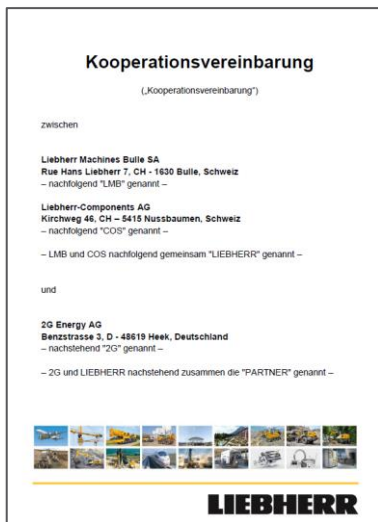 Kooperationsvereinbarung
(„Kooperationsvereinbarung")
zwischen
Liebherr Machines Bulle SA
Rue Hans Liebherr 7, CH - 1630 Bulle, Schweiz
– nachfolgend "LMB" genannt –
Liebherr-Components AG
Kirchweg 46, CH – 5415 Nussbaumen, Schweiz
– nachfolgend "COS" genannt –
– LMB und COS nachfolgend gemeinsam "LIEBHERR" genannt –
und
2G Energy AG
Benzstrasse 3, D - 48619 Heek, Deutschland
– nachstehend "2G" genannt –
– 2G und LIEBHERR nachstehend zusammen die "PARTNER" genannt –
LIEBHERR